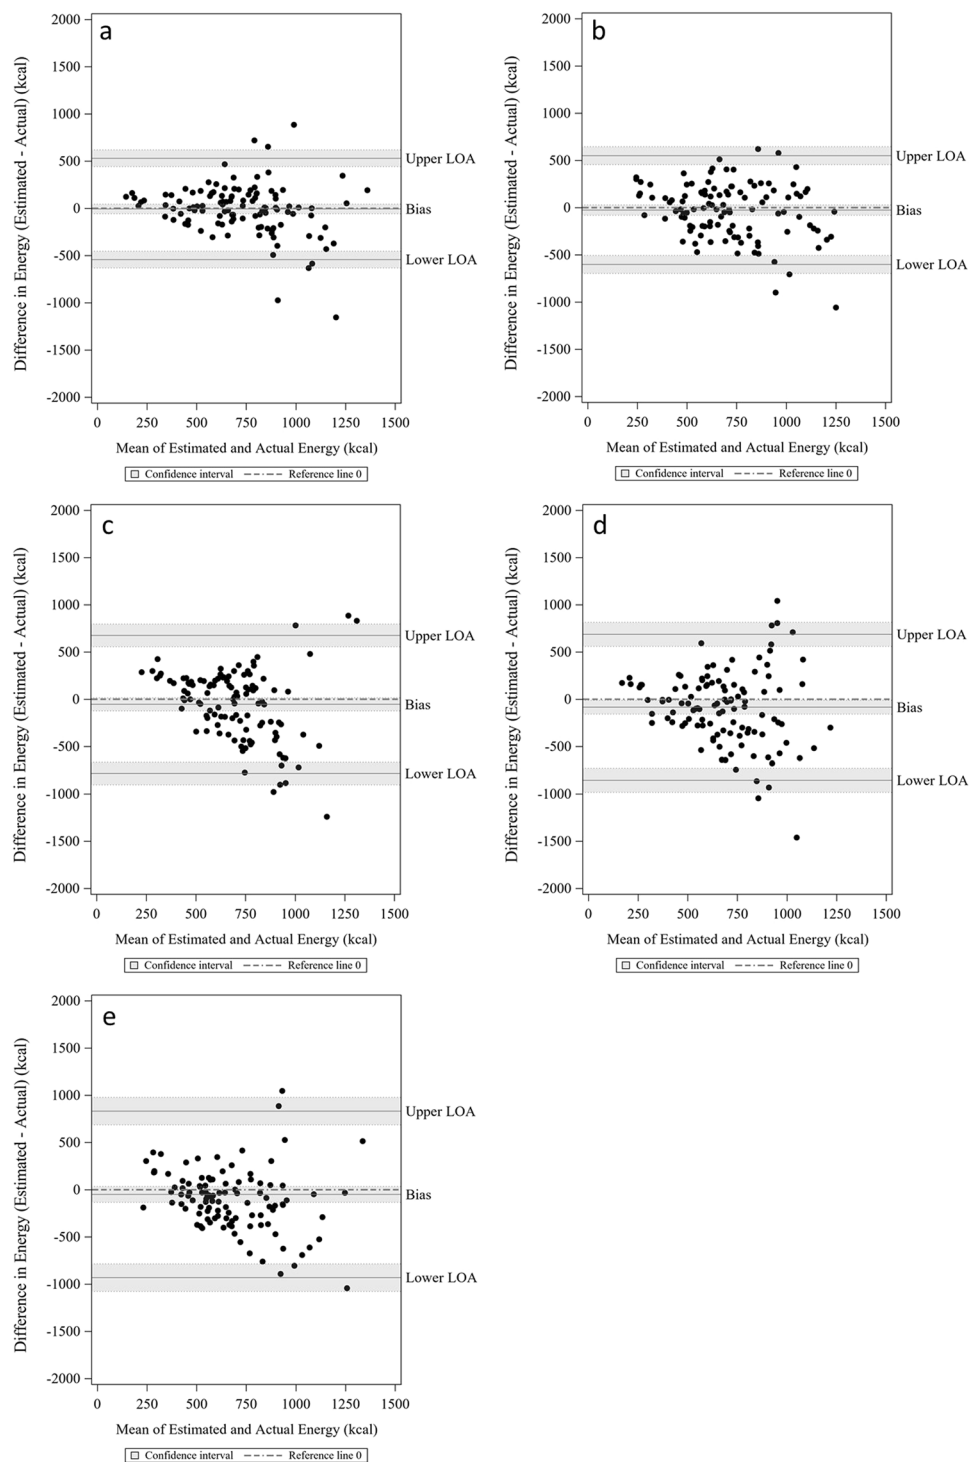 a
Difference in Energy (Estimated - Actual) (kcal)
2000
1500
1000
500
0
-500
-1000
-1500
-2000
Upper LOA
Bias
Lower LOA
0 250 500 750 1000 1250 1500
Mean of Estimated and Actual Energy (kcal)
Confidence interval Reference line 0
b
Difference in Energy (Estimated - Actual) (kcal)
2000
1500
1000
500
0
-500
-1000
-1500
-2000
Upper LOA
Bias
Lower LOA
0 250 500 750 1000 1250 1500
Mean of Estimated and Actual Energy (kcal)
Confidence interval Reference line 0
c
Difference in Energy (Estimated - Actual) (kcal)
2000
1500
1000
500
0
-500
-1000
-1500
-2000
Upper LOA
Bias
Lower LOA
0 250 500 750 1000 1250 1500
Mean of Estimated and Actual Energy (kcal)
Confidence interval Reference line 0
d
Difference in Energy (Estimated - Actual) (kcal)
2000
1500
1000
500
0
-500
-1000
-1500
-2000
Upper LOA
Bias
Lower LOA
0 250 500 750 1000 1250 1500
Mean of Estimated and Actual Energy (kcal)
Confidence interval Reference line 0
e
Difference in Energy (Estimated - Actual) (kcal)
2000
1500
1000
500
0
-500
-1000
-1500
-2000
Upper LOA
Bias
Lower LOA
0 250 500 750 1000 1250 1500
Mean of Estimated and Actual Energy (kcal)
Confidence interval Reference line 0